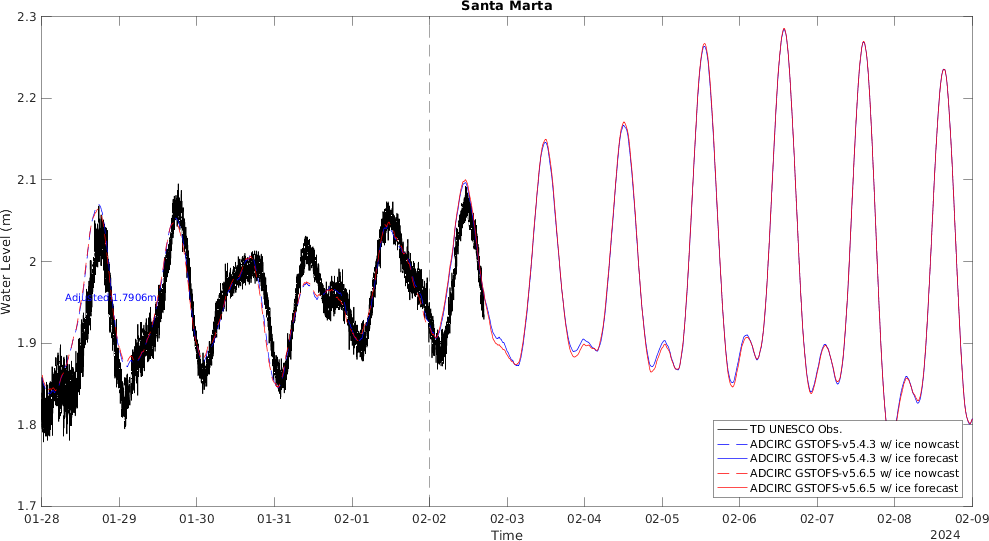 Santa Marta
2.3
2.2
2.1
2
1.9
1.8
1.7
Water Level (m)
Adjusted 1.7906m
01-28 01-29 01-30 01-31 02-01 02-02 02-03 02-04 02-05 02-06 02-07 02-08 02-09
Time
2024
TD UNESCO Obs.
ADCIRC GSTOFS-v5.4.3 w/ ice nowcast
ADCIRC GSTOFS-v5.4.3 w/ ice forecast
ADCIRC GSTOFS-v5.6.5 w/ ice nowcast
ADCIRC GSTOFS-v5.6.5 w/ ice forecast